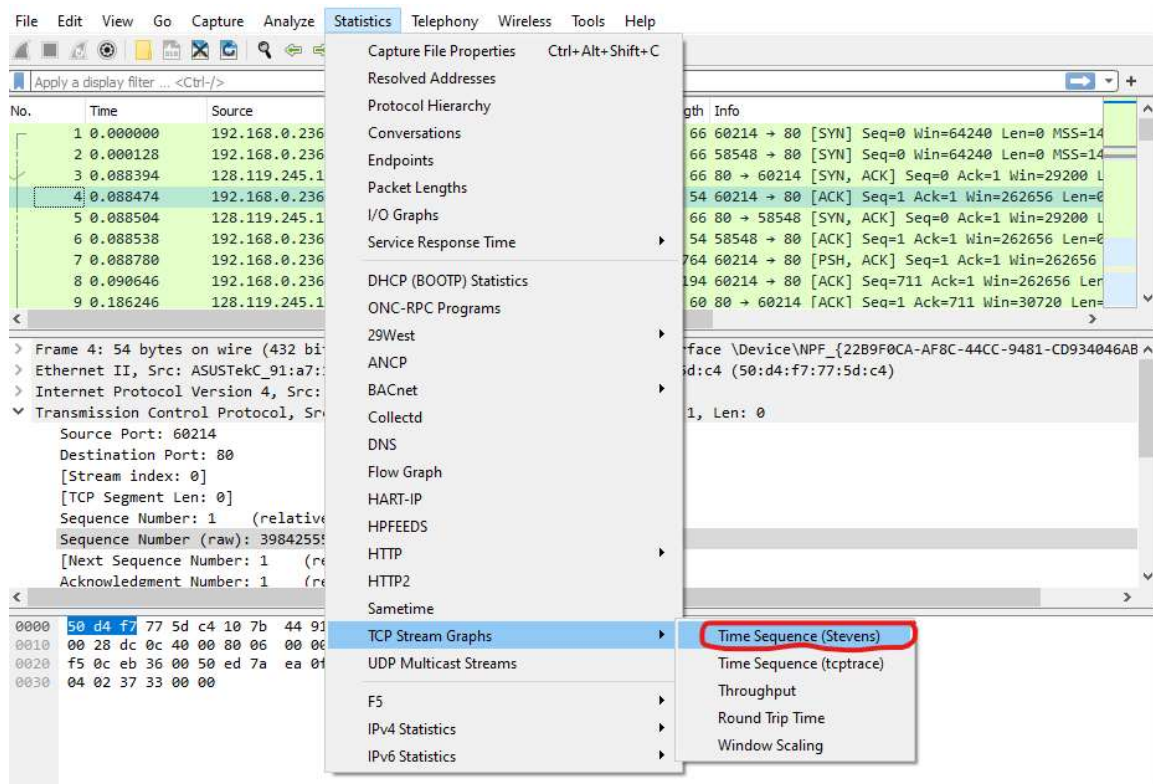 File Edit View Go Capture Analyze Statistics Telephony Wireless Tools Help
Apply a display filter ... <Ctrl-/>
+
No. Time Source gth Info
1 0.000000 192.168.0.236 66 60214 → 80 [SYN] Seq=0 Win=64240 Len=0 MSS=14
2 0.000128 192.168.0.236 66 58548 → 80 [SYN] Seq=0 Win=64240 Len=0 MSS=14
3 0.088394 128.119.245.1 66 80 → 60214 [SYN, ACK] Seq=0 Ack=1 Win=29200 L
4 0.088474 192.168.0.236 54 60214 → 80 [ACK] Seq=1 Ack=1 Win=262656 Len=0
5 0.088504 128.119.245.1 66 80 → 58548 [SYN, ACK] Seq=0 Ack=1 Win=29200 L
6 0.088538 192.168.0.236 54 58548 → 80 [ACK] Seq=1 Ack=1 Win=262656 Len=0
7 0.088780 192.168.0.236 764 60214 → 80 [PSH, ACK] Seq=1 Ack=1 Win=262656
8 0.090646 192.168.0.236 194 60214 → 80 [ACK] Seq=711 Ack=1 Win=262656 Ler
9 0.186246 128.119.245.1 60 80 → 60214 [ACK] Seq=1 Ack=711 Win=30720 Len=
Frame 4: 54 bytes on wire (432 bi face \Device\NPF_{22B9F0CA-AF8C-44CC-9481-CD934046AB
Ethernet II, Src: ASUSTekC_91:a7: 5d:c4 (50:d4:f7:77:5d:c4)
Internet Protocol Version 4, Src:
Transmission Control Protocol, Sr 1, Len: 0
Source Port: 60214
Destination Port: 80
[Stream index: 0]
[TCP Segment Len: 0]
Sequence Number: 1 (relative
Sequence Number (raw): 39842555
[Next Sequence Number: 1 (re
Acknowledgment Number: 1 (re
0000 50 d4 f7 77 5d c4 10 7b 44 91
0010 00 28 dc 0c 40 00 80 06 00 00
0020 f5 0c eb 36 00 50 ed 7a ea 0f
0030 04 02 37 33 00 00
Capture File Properties Ctrl+Alt+Shift+C
Resolved Addresses
Protocol Hierarchy
Conversations
Endpoints
Packet Lengths
I/O Graphs
Service Response Time
DHCP (BOOTP) Statistics
ONC-RPC Programs
29West
ANCP
BACnet
Collectd
DNS
Flow Graph
HART-IP
HPFEEDS
HTTP
HTTP2
Sametime
TCP Stream Graphs
UDP Multicast Streams
F5
IPv4 Statistics
IPv6 Statistics
Time Sequence (Stevens)
Time Sequence (tcptrace)
Throughput
Round Trip Time
Window Scaling